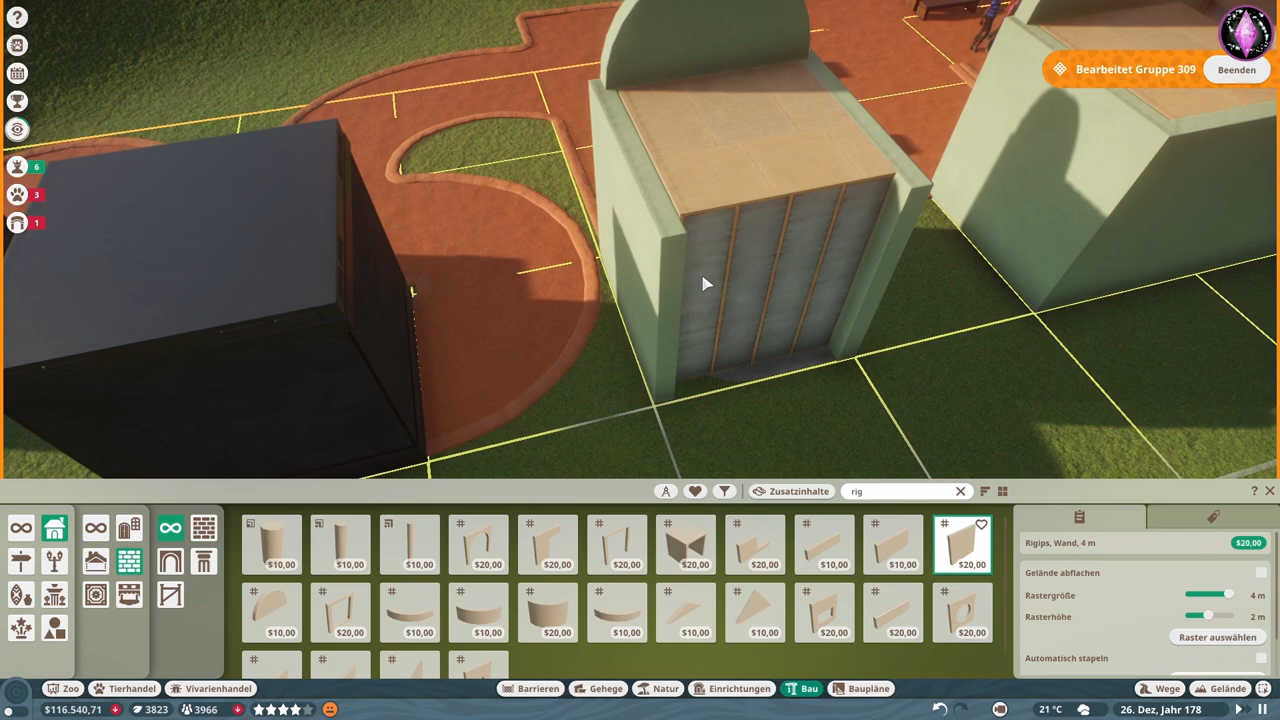 ?
Bearbeitet Gruppe 309
Beenden
6
3
1
Zusatzinhalte
rig
?
$10,00
$10,00
$10,00
$20,00
$20,00
$20,00
$20,00
$20,00
$10,00
$10,00
$20,00
$10,00
$20,00
$10,00
$10,00
$20,00
$10,00
$10,00
$10,00
$20,00
$20,00
$20,00
Rigips, Wand, 4 m
$20,00
Gelände abflachen
Rastergröße
4 m
Rasterhöhe
2 m
Raster auswählen
Automatisch stapeln
Zoo
Tierhandel
Vivarienhandel
Barrieren
Gehege
Natur
Einrichtungen
Bau
Baupläne
Wege
Gelände
$116.540,71
3823
3966
21 °C
26. Dez, Jahr 178